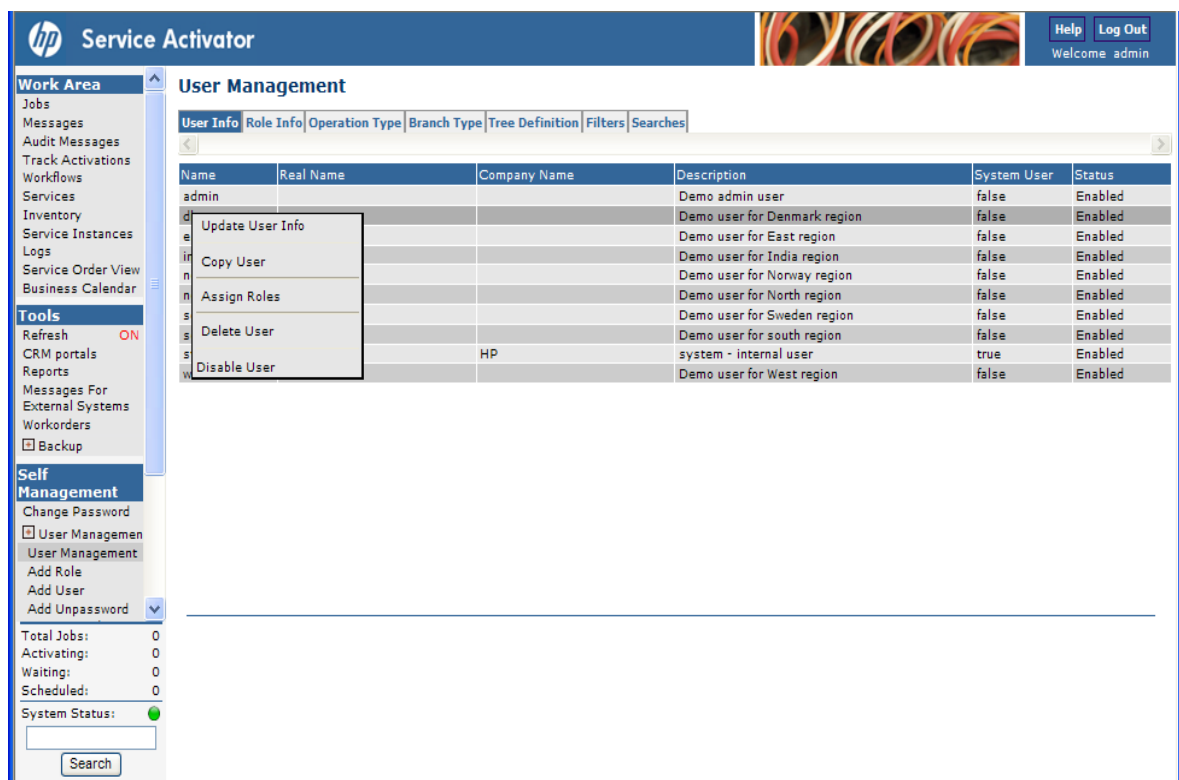 hp Service Activator
Help Log Out
Welcome admin
Work Area
Jobs
Messages
Audit Messages
Track Activations
Workflows
Services
Inventory
Service Instances
Logs
Service Order View
Business Calendar
Tools
Refresh ON
CRM portals
Reports
Messages For
External Systems
Workorders
Backup
Self
Management
Change Password
User Managemen
User Management
Add Role
Add User
Add Unpassword
Total Jobs: 0
Activating: 0
Waiting: 0
Scheduled: 0
System Status:
Search
User Management
User Info Role Info Operation Type Branch Type Tree Definition Filters Searches
Name Real Name Company Name Description System User Status
admin Demo admin user false Enabled
Demo user for Denmark region false Enabled
Demo user for East region false Enabled
Demo user for India region false Enabled
Demo user for Norway region false Enabled
Demo user for North region false Enabled
Demo user for Sweden region false Enabled
Demo user for south region false Enabled
HP system - internal user true Enabled
Demo user for West region false Enabled
Update User Info
Copy User
Assign Roles
Delete User
Disable User